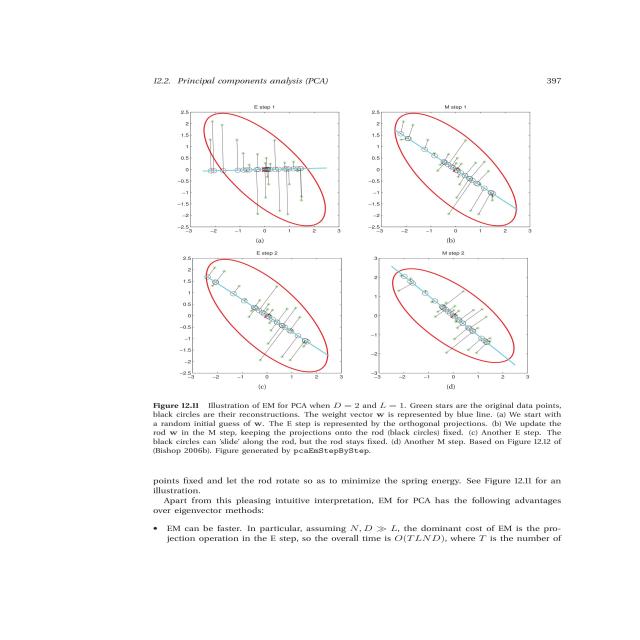 12.2. Principal components analysis (PCA) 397
E step 1
2.5
2
1.5
1
0.5
0
−0.5
−1
−1.5
−2
−2.5
−3 −2 −1 0 1 2 3
(a)
M step 1
2.5
2
1.5
1
0.5
0
−0.5
−1
−1.5
−2
−2.5
−3 −2 −1 0 1 2 3
(b)
E step 2
2.5
2
1.5
1
0.5
0
−0.5
−1
−1.5
−2
−2.5
−3 −2 −1 0 1 2 3
(c)
M step 2
3
2
1
0
−1
−2
−3
−3 −2 −1 0 1 2 3
(d)
Figure 12.11 Illustration of EM for PCA when D = 2 and L = 1. Green stars are the original data points,
black circles are their reconstructions. The weight vector w is represented by blue line. (a) We start with
a random initial guess of w. The E step is represented by the orthogonal projections. (b) We update the
rod w in the M step, keeping the projections onto the rod (black circles) fixed. (c) Another E step. The
black circles can 'slide' along the rod, but the rod stays fixed. (d) Another M step. Based on Figure 12.12 of
(Bishop 2006b). Figure generated by pcaEmStepByStep.
points fixed and let the rod rotate so as to minimize the spring energy. See Figure 12.11 for an
illustration.
Apart from this pleasing intuitive interpretation, EM for PCA has the following advantages
over eigenvector methods:
• EM can be faster. In particular, assuming N, D ≫ L, the dominant cost of EM is the pro-
jection operation in the E step, so the overall time is O(TLND), where T is the number of